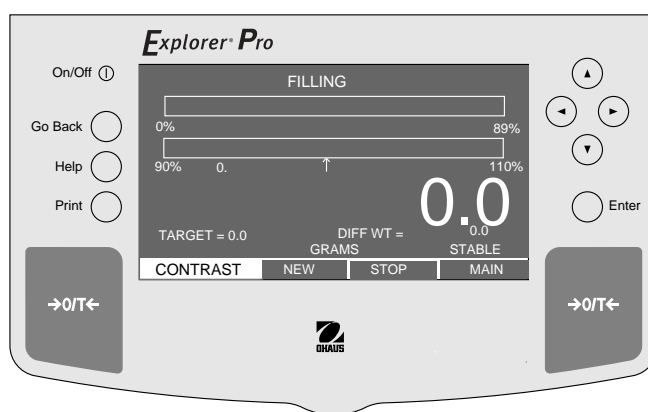 Explorer® Pro
On/Off
Go Back
Help
Print
Enter
FILLING
0% 89%
90% 0. ↑ 110%
0.0
TARGET = 0.0 DIFF WT = 0.0
GRAMS STABLE
CONTRAST NEW STOP MAIN
→0/T← →0/T←
OHAUS